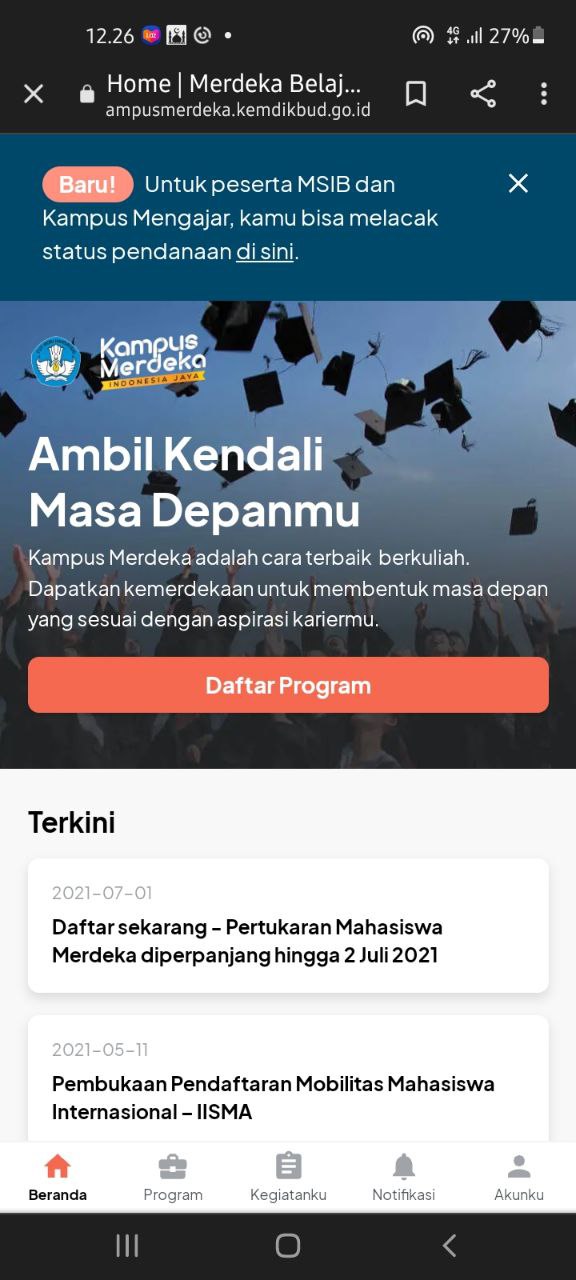 12.26
4G
27%
Home | Merdeka Belaj...
ampusmerdeka.kemdikbud.go.id
Baru! Untuk peserta MSIB dan
Kampus Mengajar, kamu bisa melacak
status pendanaan di sini.
Kampus
Merdeka
INDONESIA JAYA
Ambil Kendali
Masa Depanmu
Kampus Merdeka adalah cara terbaik berkuliah.
Dapatkan kemerdekaan untuk membentuk masa depan
yang sesuai dengan aspirasi kariermu.
Daftar Program
Terkini
2021-07-01
Daftar sekarang - Pertukaran Mahasiswa
Merdeka diperpanjang hingga 2 Juli 2021
2021-05-11
Pembukaan Pendaftaran Mobilitas Mahasiswa
Internasional – IISMA
Beranda
Program
Kegiatanku
Notifikasi
Akunku